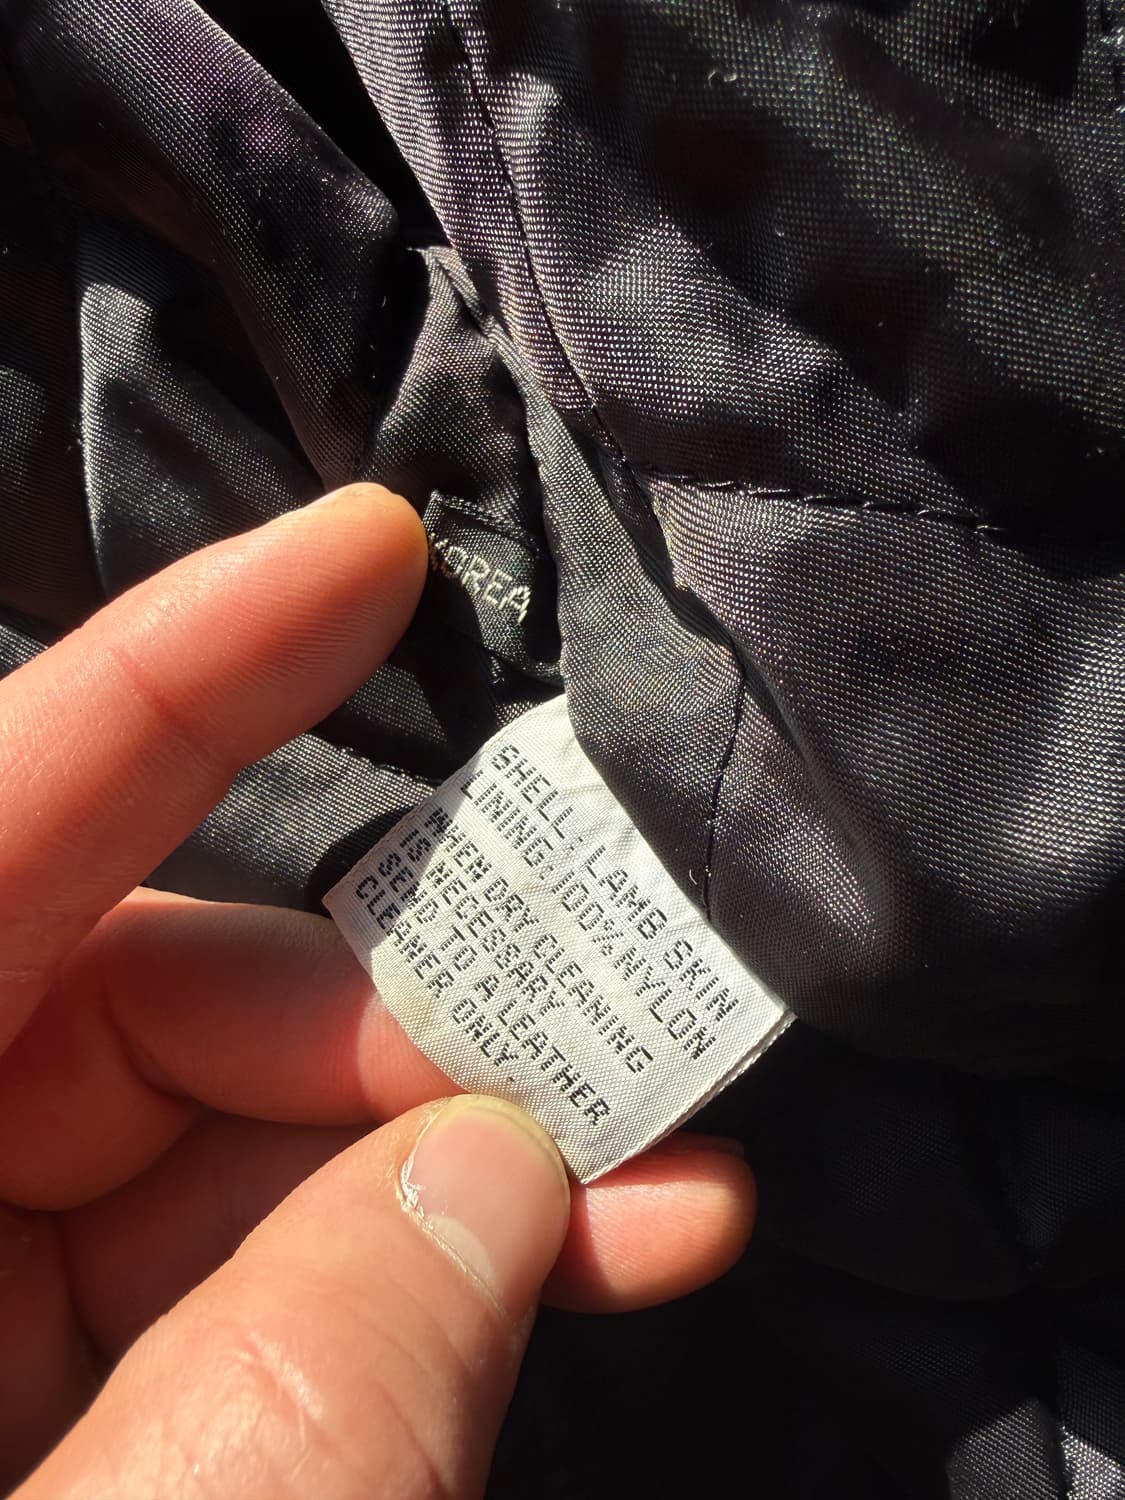 KOREA
SHELL: LAMB SKIN
LINING: 100% NYLON
WHEN DRY CLEANING
IS NECESSARY
SEND TO A LEATHER
CLEANER ONLY.